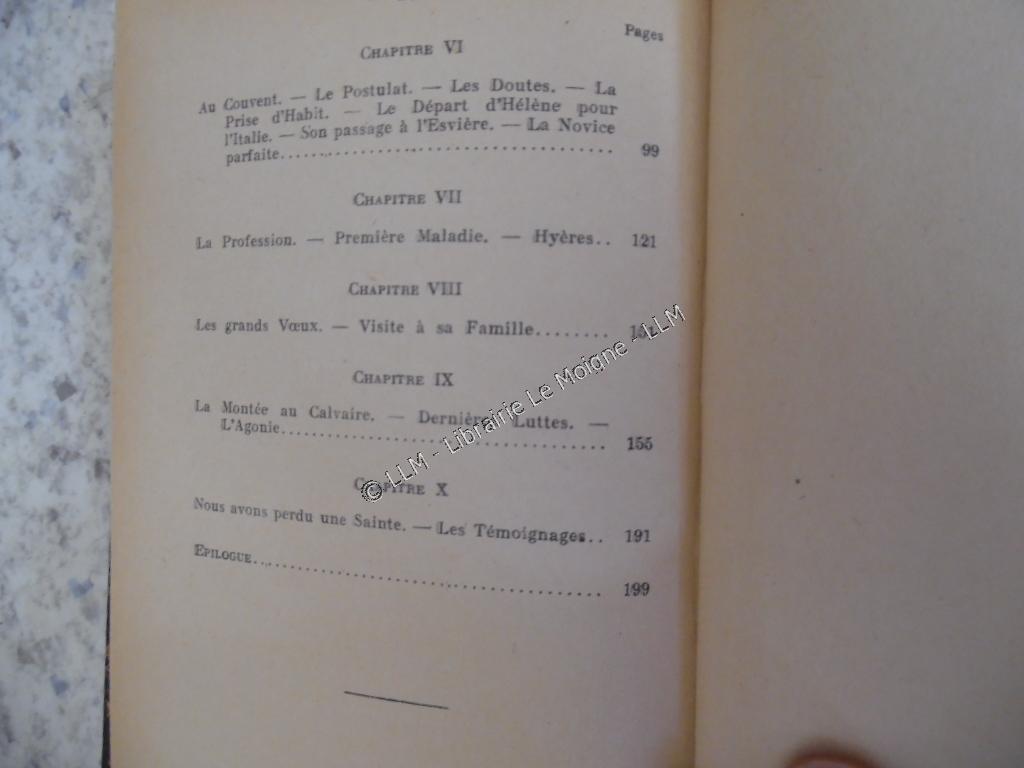 Pages
CHAPITRE VI
Au Couvent. — Le Postulat. — Les Doutes. — La
Prise d'Habit. — Le Départ d'Hélène pour
l'Italie. — Son passage à l'Esvière. — La Novice
parfaite.......................................... 99
CHAPITRE VII
La Profession. — Première Maladie. — Hyères.. 121
CHAPITRE VIII
Les grands Vœux. — Visite à sa Famille........
CHAPITRE IX
La Montée au Calvaire. — Dernières Luttes. —
L'Agonie.......................................... 155
CHAPITRE X
Nous avons perdu une Sainte. — Les Témoignages.. 191
EPILOGUE.......................................... 199
© LLM - Librairie Le Moigne - LLM